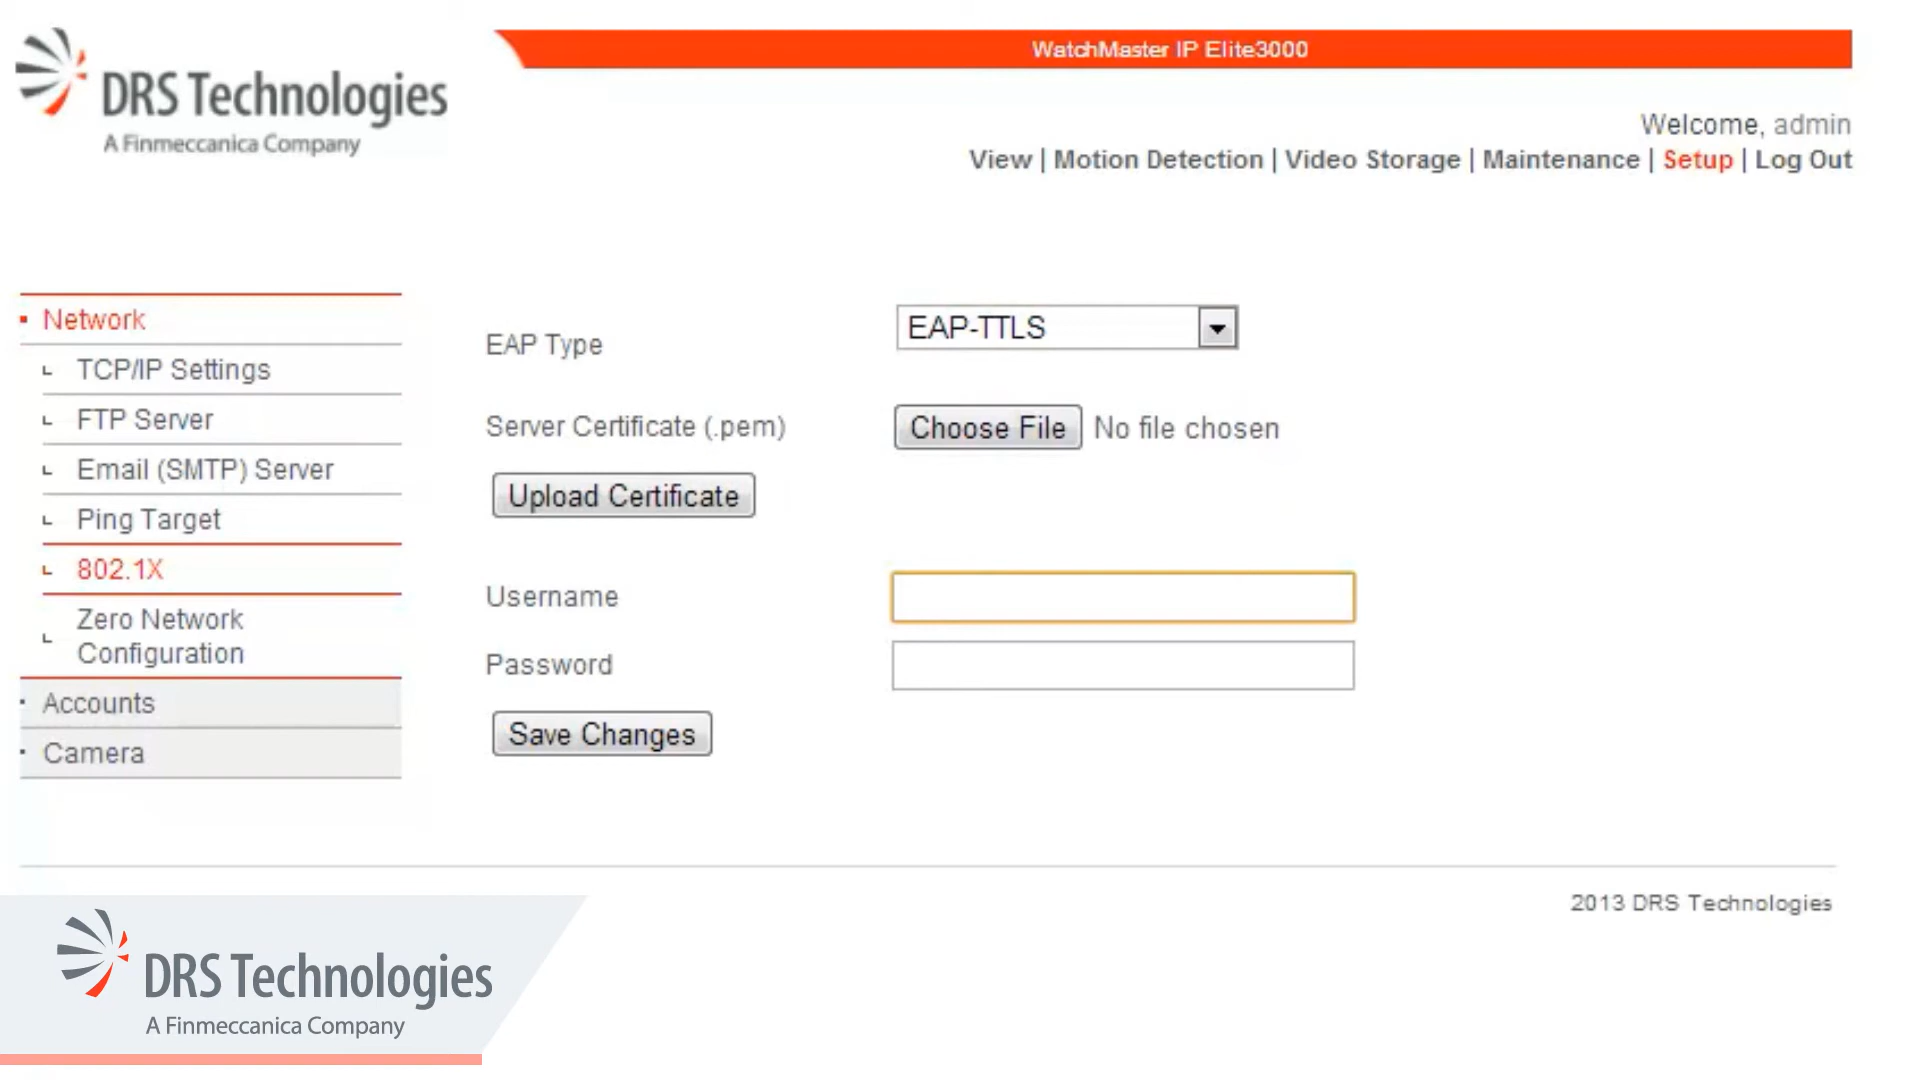 DRS Technologies
A Finmeccanica Company
WatchMaster IP Elite3000
Welcome, admin
View | Motion Detection | Video Storage | Maintenance | Setup | Log Out
Network
TCP/IP Settings
FTP Server
Email (SMTP) Server
Ping Target
802.1X
Zero Network
Configuration
Accounts
Camera
EAP Type
EAP-TTLS
Server Certificate (.pem)
Choose File No file chosen
Upload Certificate
Username
Password
Save Changes
2013 DRS Technologies
DRS Technologies
A Finmeccanica Company